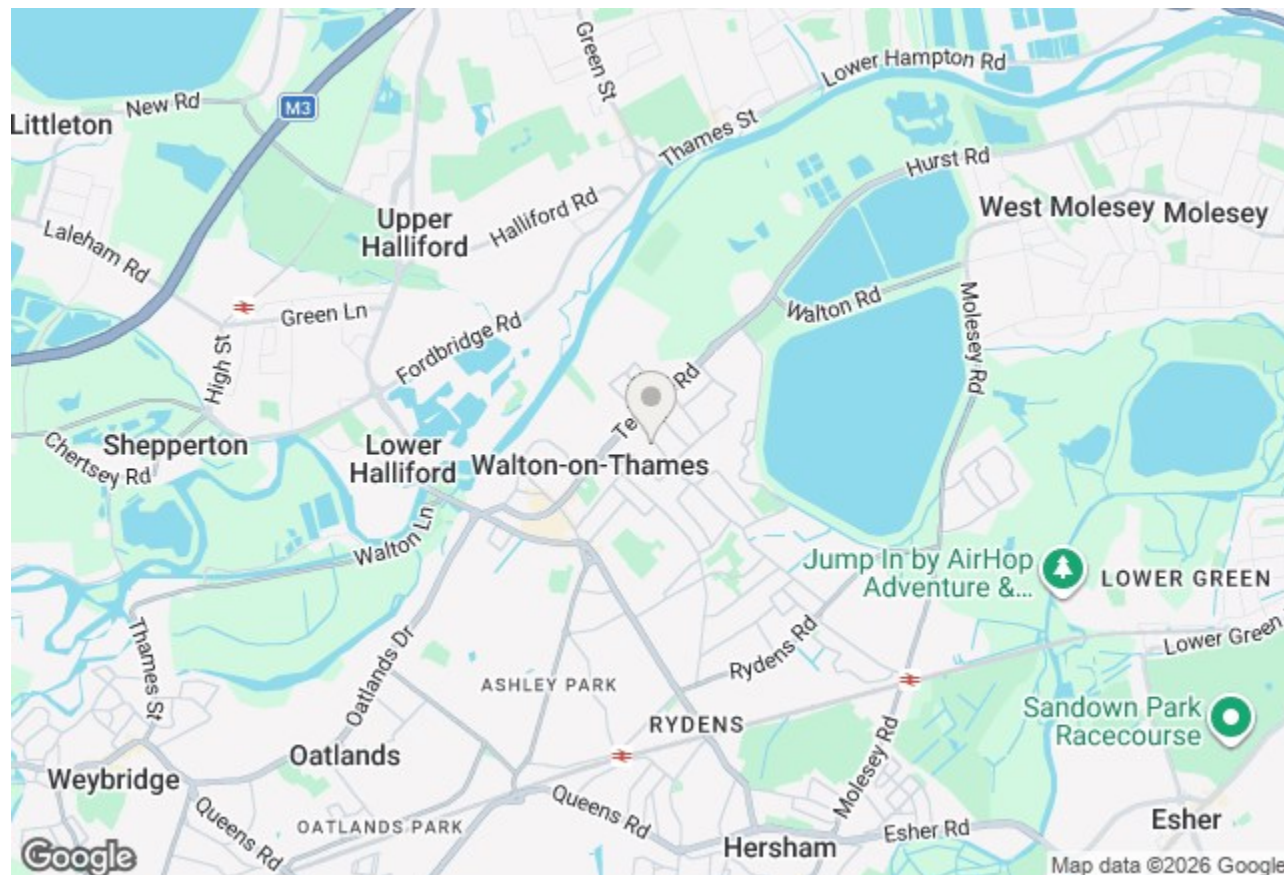 Green St
Lower Hampton Rd
New Rd
M3
Littleton
Thames St
Hurst Rd
Halliford Rd
West Molesey
Molesey
Upper
Halliford
Laleham Rd
Green Ln
Walton Rd
Molesey Rd
Fordbridge Rd
High St
Rd
Shepperton
Chertsey Rd
Lower
Halliford
Walton-on-Thames
Walton Ln
Jump In by AirHop
Adventure &...
LOWER GREEN
Thames St
Oatlands Dr
Rydens Rd
Lower Green
ASHLEY PARK
RYDENS
Sandown Park
Racecourse
Molesey Rd
Oatlands
Weybridge
Queens Rd
OATLANDS PARK
Queens Rd
Hersham
Esher Rd
Esher
Google
Map data ©2026 Google